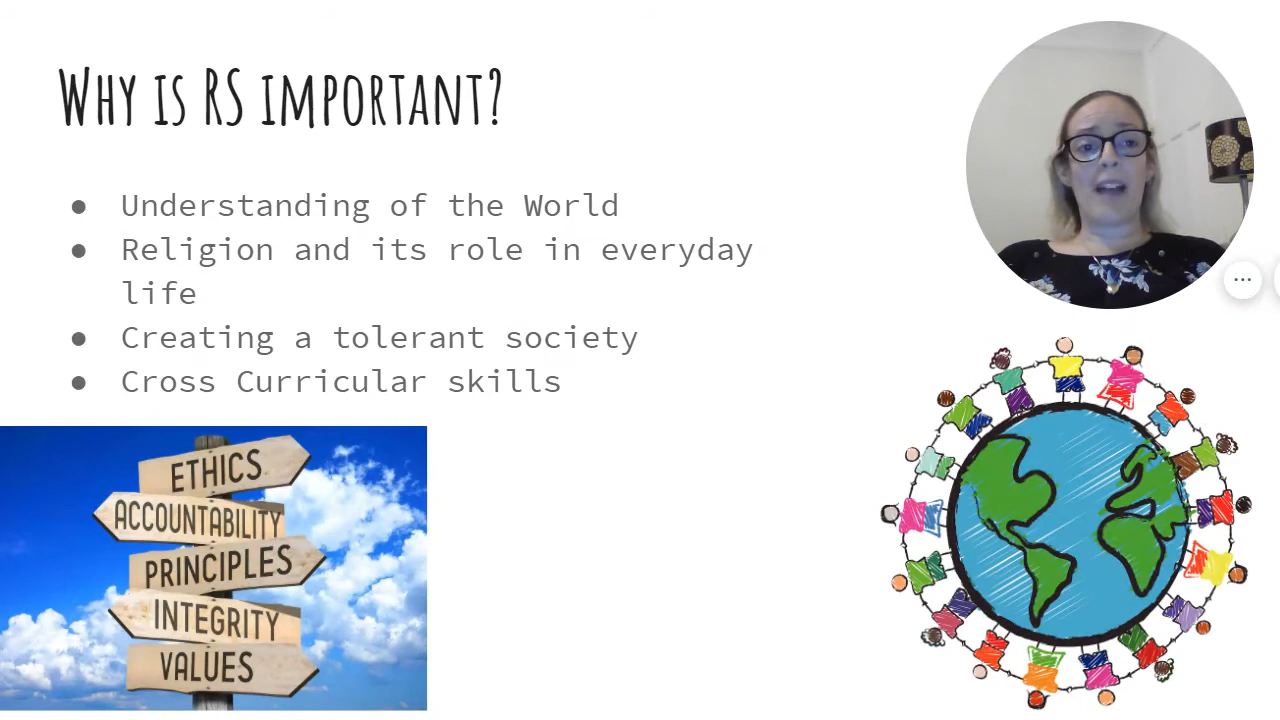 Why is RS important?
● Understanding of the World
● Religion and its role in everyday
life
● Creating a tolerant society
● Cross Curricular skills
ETHICS
ACCOUNTABILITY
PRINCIPLES
INTEGRITY
VALUES